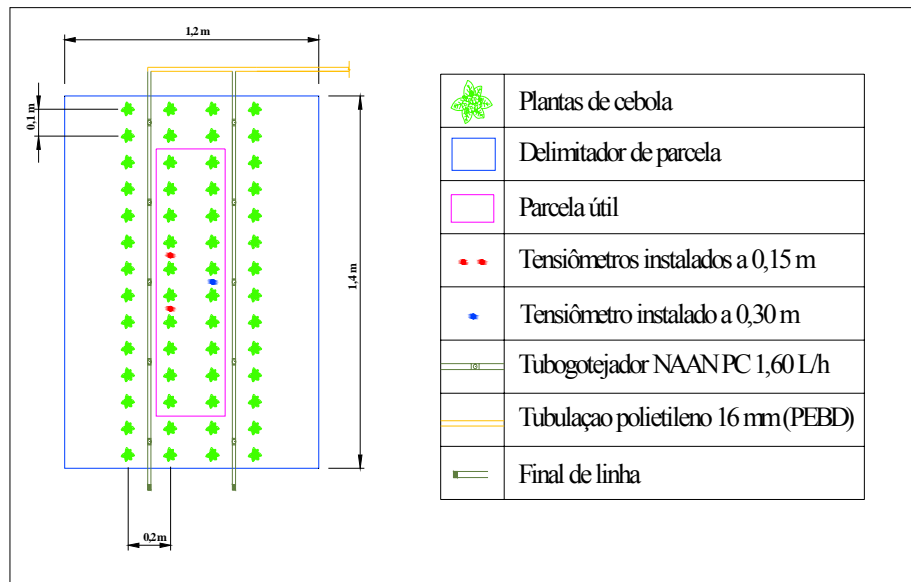 1,2 m
0,1 m
1,4 m
0,2 m
Plantas de cebola
Delimitador de parcela
Parcela útil
Tensiômetros instalados a 0,15 m
Tensiômetro instalado a 0,30 m
Tubogotejador NAAN PC 1,60 L/h
Tubulaçao polietileno 16 mm (PEBD)
Final de linha